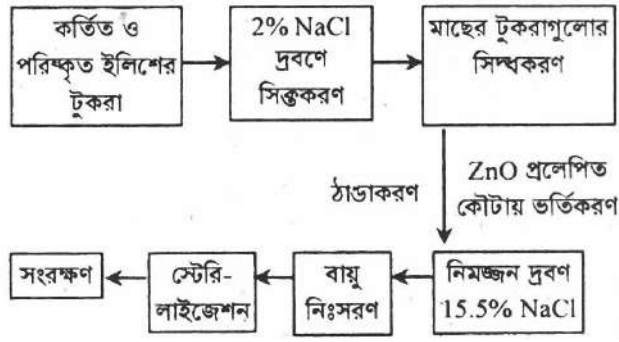 কর্তিত ও
পরিষ্কৃত ইলিশের
টুকরা
2% NaCl
দ্রবণে
সিক্তকরণ
মাছের টুকরাগুলোর
সিদ্ধকরণ
ঠাণ্ডাকরণ
ZnO প্রলেপিত
কৌটায় ভর্তিকরণ
নিমজ্জন দ্রবণ
15.5% NaCl
বায়ু
নিঃসরণ
স্টেরি-
লাইজেশন
সংরক্ষণ